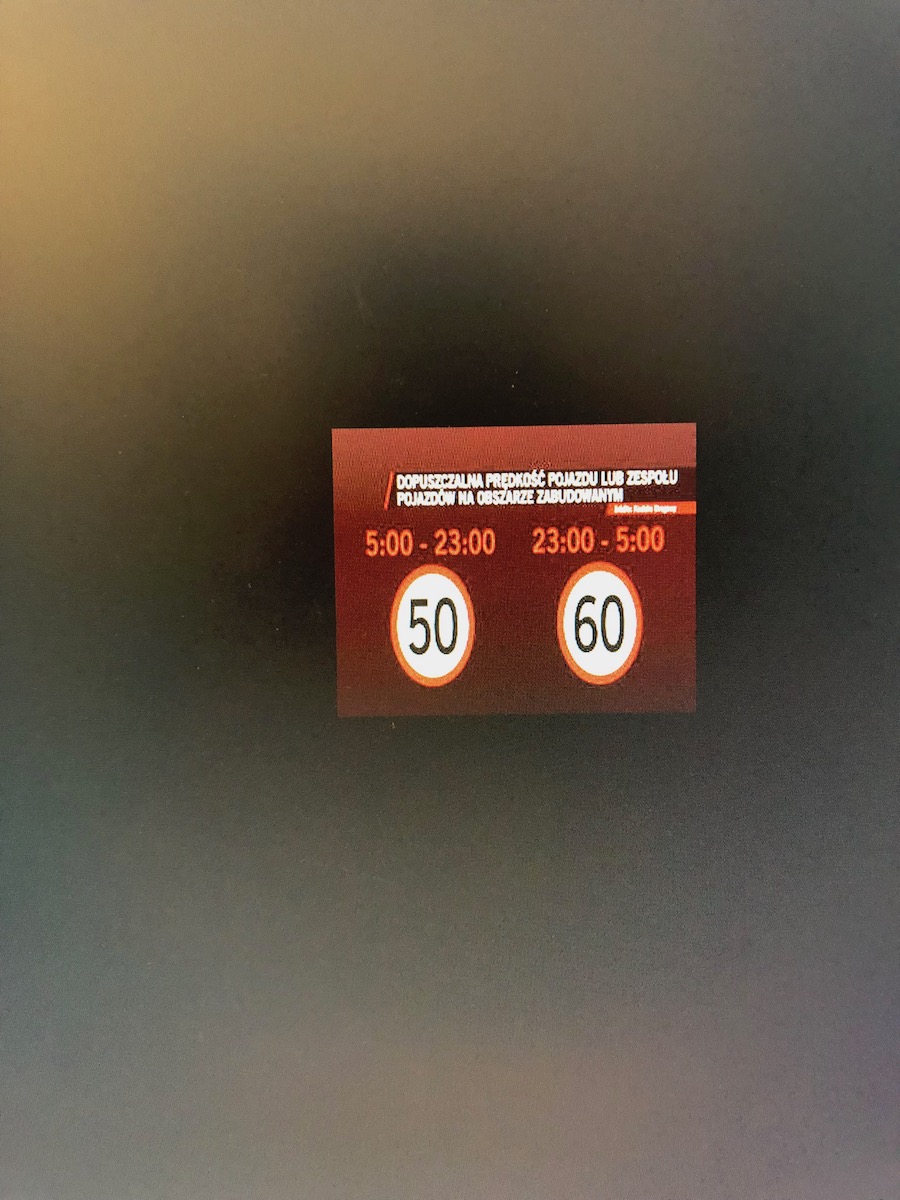 DOPUSZCZALNA PRĘDKOŚĆ POJAZDU LUB ZESPOŁU
POJAZDÓW NA OBSZARZE ZABUDOWANYM
5:00 - 23:00 23:00 - 5:00
50 60